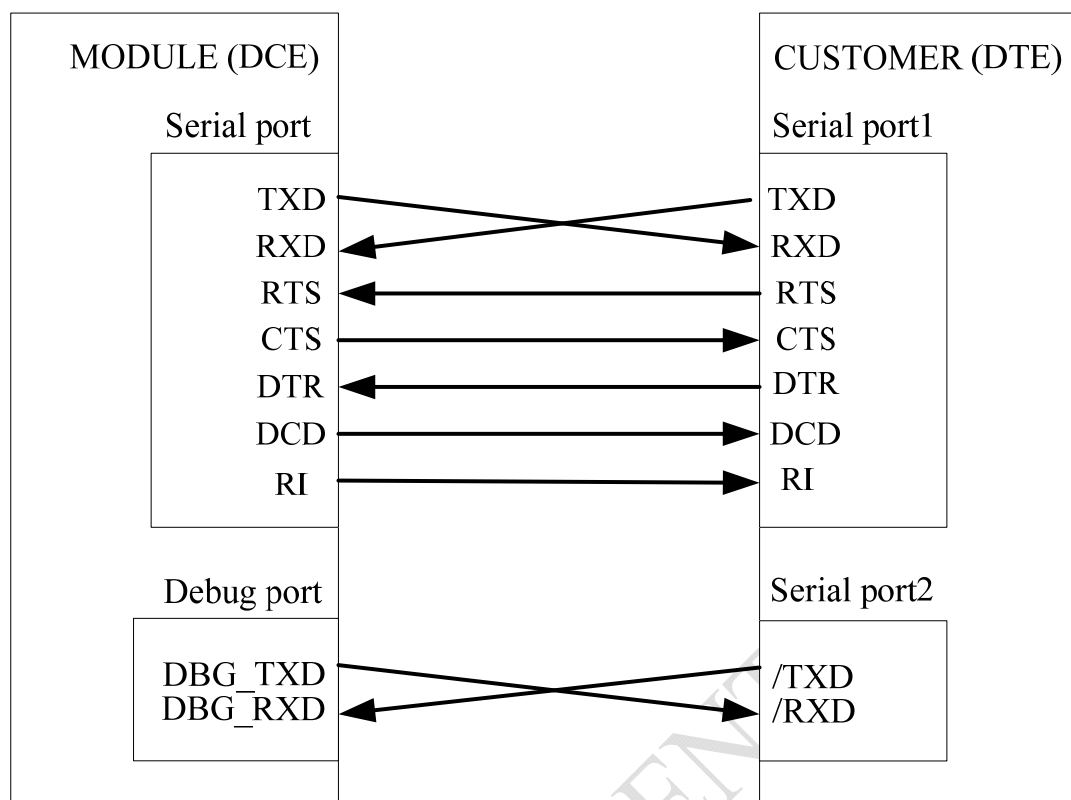 MODULE (DCE) CUSTOMER (DTE)
Serial port Serial port1
TXD TXD
RXD RXD
RTS RTS
CTS CTS
DTR DTR
DCD DCD
RI RI
Debug port Serial port2
DBG_TXD /TXD
DBG_RXD /RXD